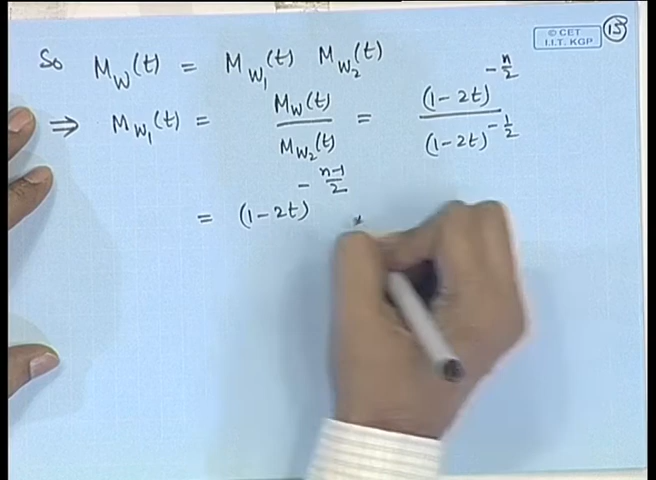 © CET
I.I.T. KGP
15
So M_W(t) = M_{W_1}(t) M_{W_2}(t)
⇒ M_{W_1}(t) = M_W(t) / M_{W_2}(t) = (1-2t)^{-n/2} / (1-2t)^{-1/2}
= (1-2t)^{-(n-1)/2}